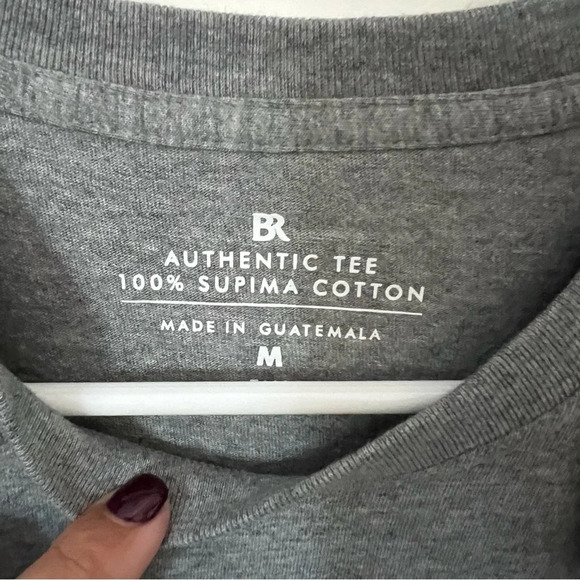 BR
AUTHENTIC TEE
100% SUPIMA COTTON
MADE IN GUATEMALA
M